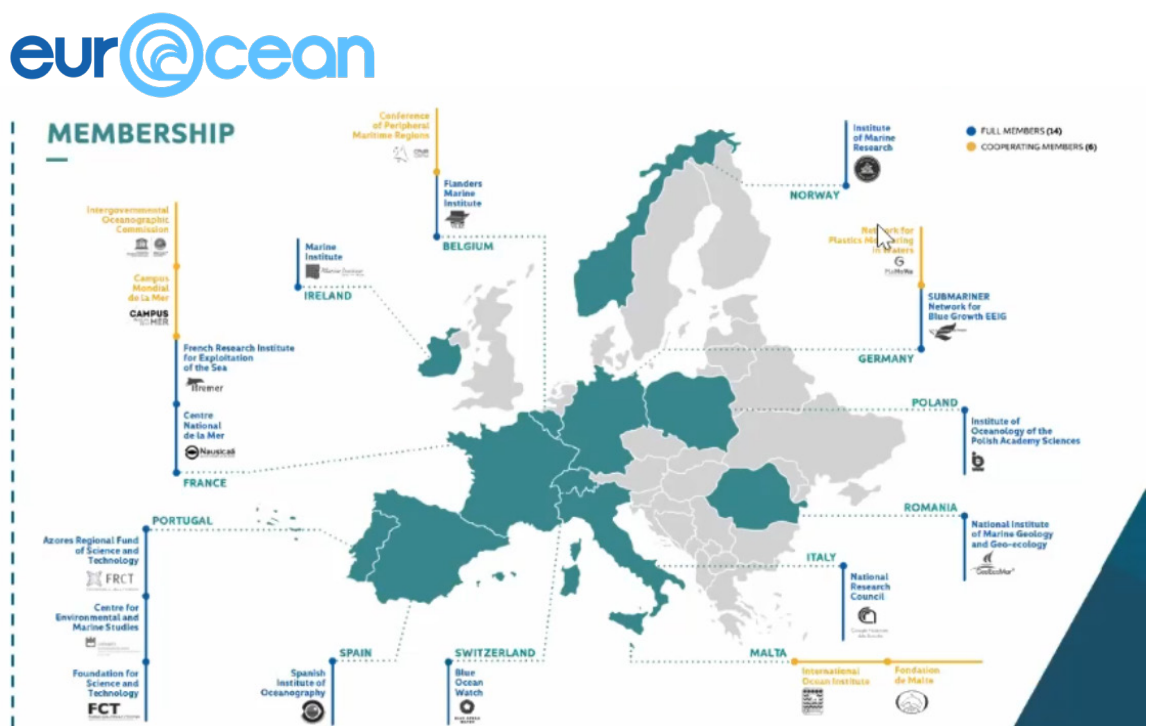 eurocean
MEMBERSHIP
FULL MEMBERS (14)
COOPERATING MEMBERS (6)
Conference
of Peripheral
Maritime Regions
Flanders
Marine
Institute
BELGIUM
Institute
of Marine
Research
NORWAY
Intergovernmental
Oceanographic
Commission
Campus
Mondial
de la Mer
CAMPUS
MER
French Research Institute
for Exploitation
of the Sea
Ifremer
Centre
National
de la Mer
Nausicaá
FRANCE
Marine
Institute
Marine Institute
IRELAND
Network for
Plastics
in Waters
SUBMARINER
Network for
Blue Growth EEIG
GERMANY
POLAND
Institute of
Oceanology of the
Polish Academy Sciences
ROMANIA
National Institute
of Marine Geology
and Geo-ecology
GeoEcoMar
ITALY
National
Research
Council
PORTUGAL
Azores Regional Fund
of Science and
Technology
FRCT
Centre for
Environmental and
Marine Studies
Foundation for
Science and
Technology
FCT
SPAIN
Spanish
Institute of
Oceanography
SWITZERLAND
Blue
Ocean
Watch
MALTA
International
Ocean Institute
Fondation
de Malte